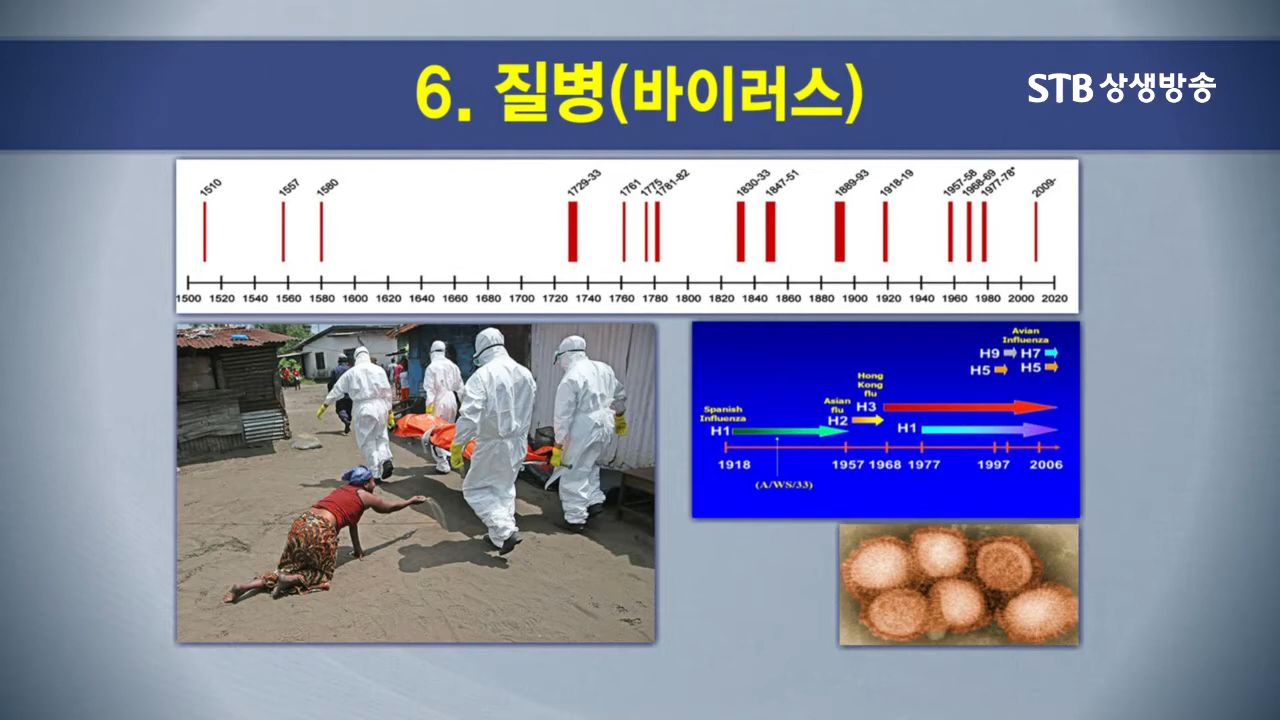 6. 질병(바이러스)
STB 상생방송
1510 1557 1580 1729-33 1761 1775 1781-82 1830-33 1847-51 1889-93 1918-19 1957-58 1968-69 1977-78* 2009-
1500 1520 1540 1560 1580 1600 1620 1640 1660 1680 1700 1720 1740 1760 1780 1800 1820 1840 1860 1880 1900 1920 1940 1960 1980 2000 2020
Avian
Influenza
H9 H7
H5 H5
Hong
Kong
flu
H3
Asian
flu
H2
Spanish
Influenza
H1
H1
1918 1957 1968 1977 1997 2006
(A/WS/33)